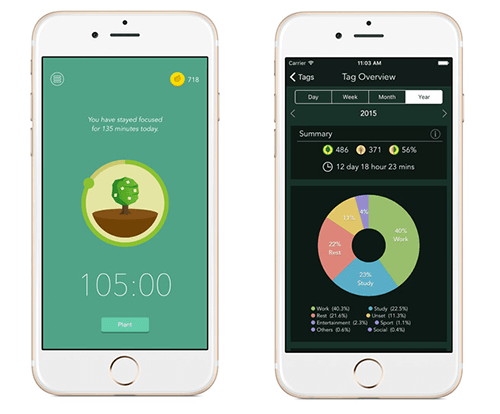 718
You have stayed focused
for 135 minutes today.
105:00
Plant
Carrier 11:03 AM
Tags Tag Overview
Day Week Month Year
2015
Summary
486 371 56%
12 day 18 hour 23 mins
4%
40%
Work
22%
Rest
23%
Study
Work (40.3%) Study (22.5%)
Rest (21.6%) Unset (11.3%)
Entertainment (2.3%) Sport (1.1%)
Others (0.6%) Social (0.4%)